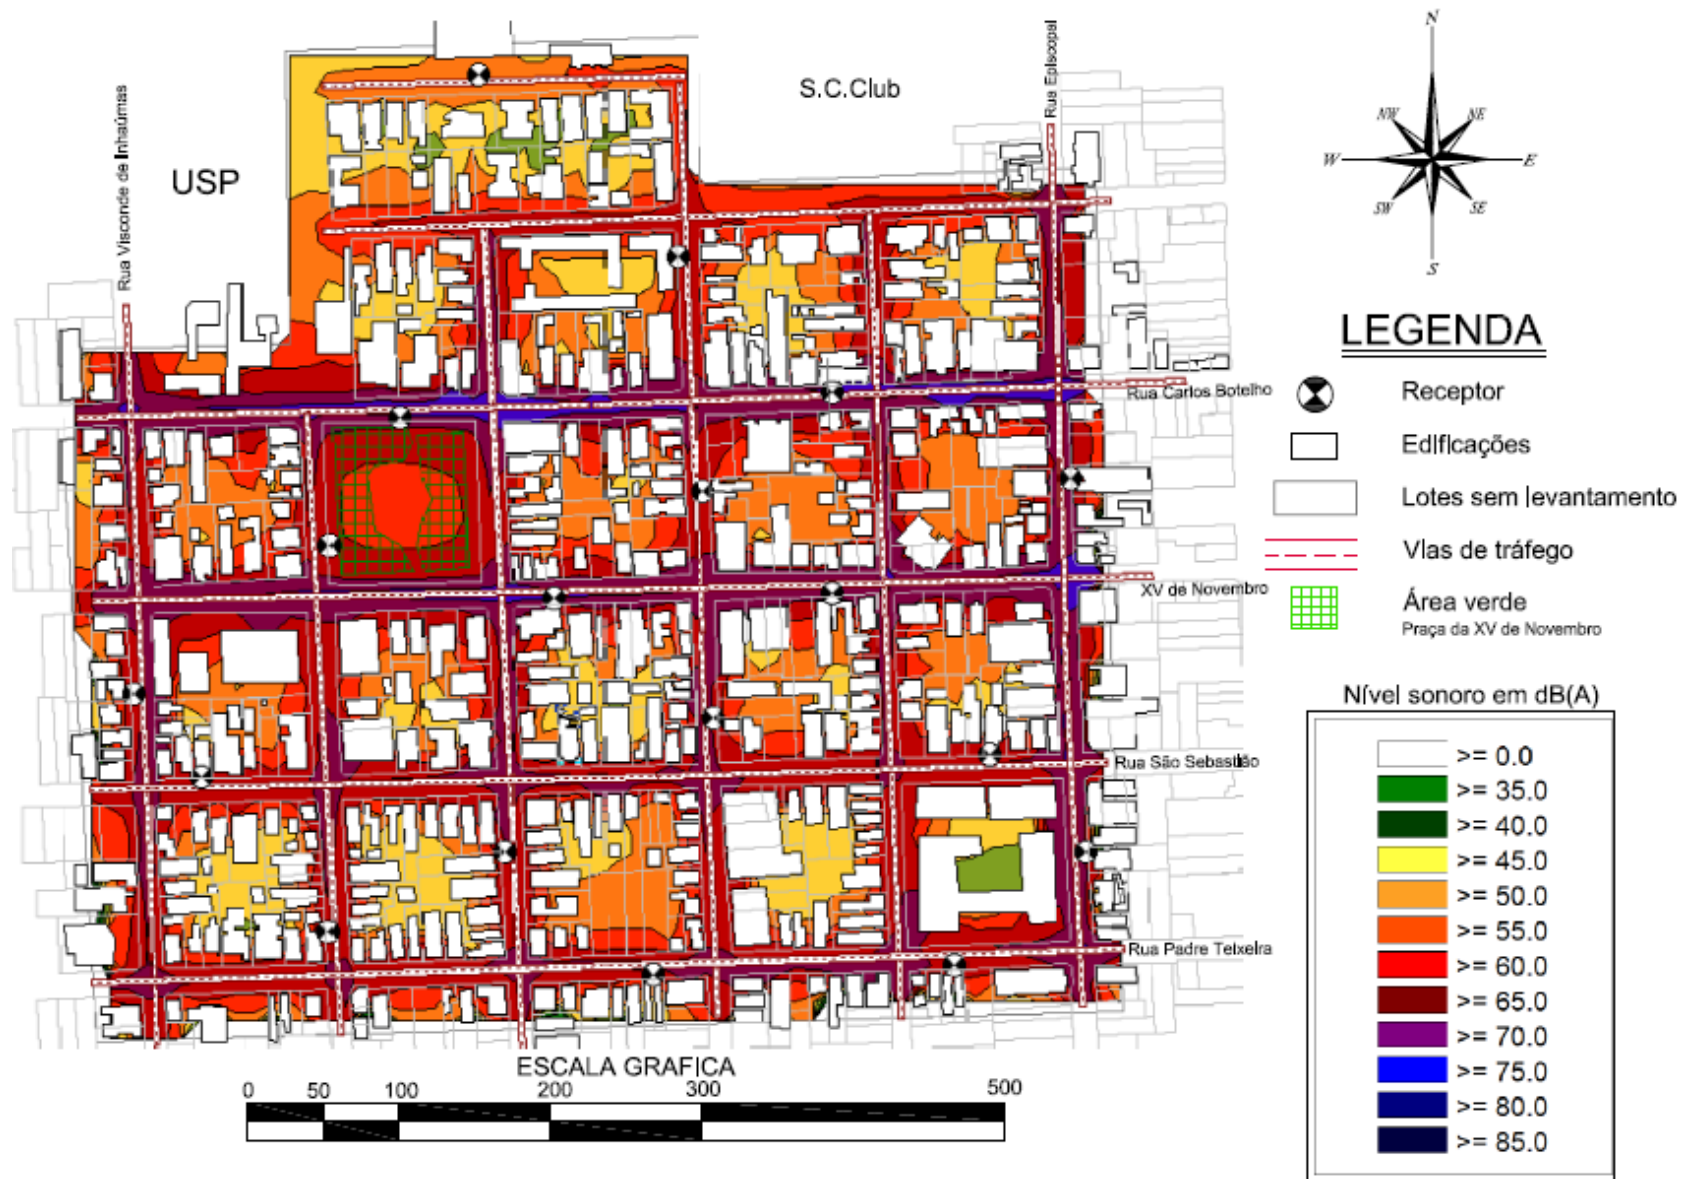 N
NW
NE
W
E
SW
SE
S
Rua Visconde de Inhaúmas
USP
S.C.Club
Rua Episcopal
Rua Carlos Botelho
XV de Novembro
Rua São Sebastião
Rua Padre Teixeira
LEGENDA
Receptor
Edificações
Lotes sem levantamento
Vias de tráfego
Área verde
Praça da XV de Novembro
Nível sonoro em dB(A)
>= 0.0
>= 35.0
>= 40.0
>= 45.0
>= 50.0
>= 55.0
>= 60.0
>= 65.0
>= 70.0
>= 75.0
>= 80.0
>= 85.0
ESCALA GRAFICA
0 50 100 200 300 500